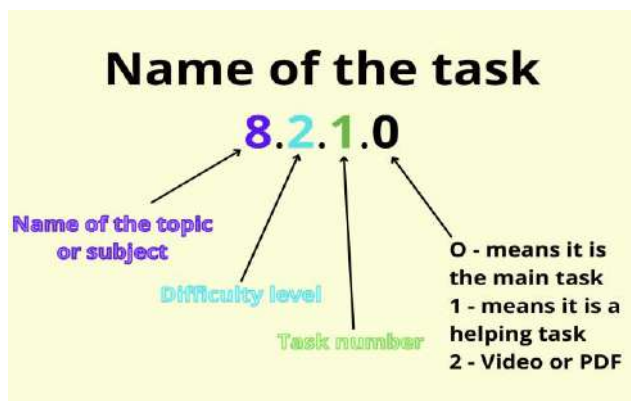 Name of the task
8.2.1.0
Name of the topic
or subject
Difficulty level
Task number
O - means it is
the main task
1 - means it is a
helping task
2 - Video or PDF